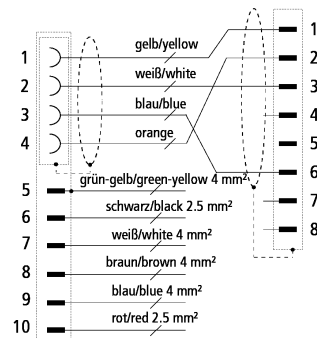 gelb/yellow
1
1
weiß/white
2
2
blau/blue
3
3
orange
4
4
5
grün-gelb/green-yellow 4 mm²
5
6
schwarz/black 2.5 mm²
6
7
weiß/white 4 mm²
7
8
braun/brown 4 mm²
8
blau/blue 4 mm²
9
rot/red 2.5 mm²
10